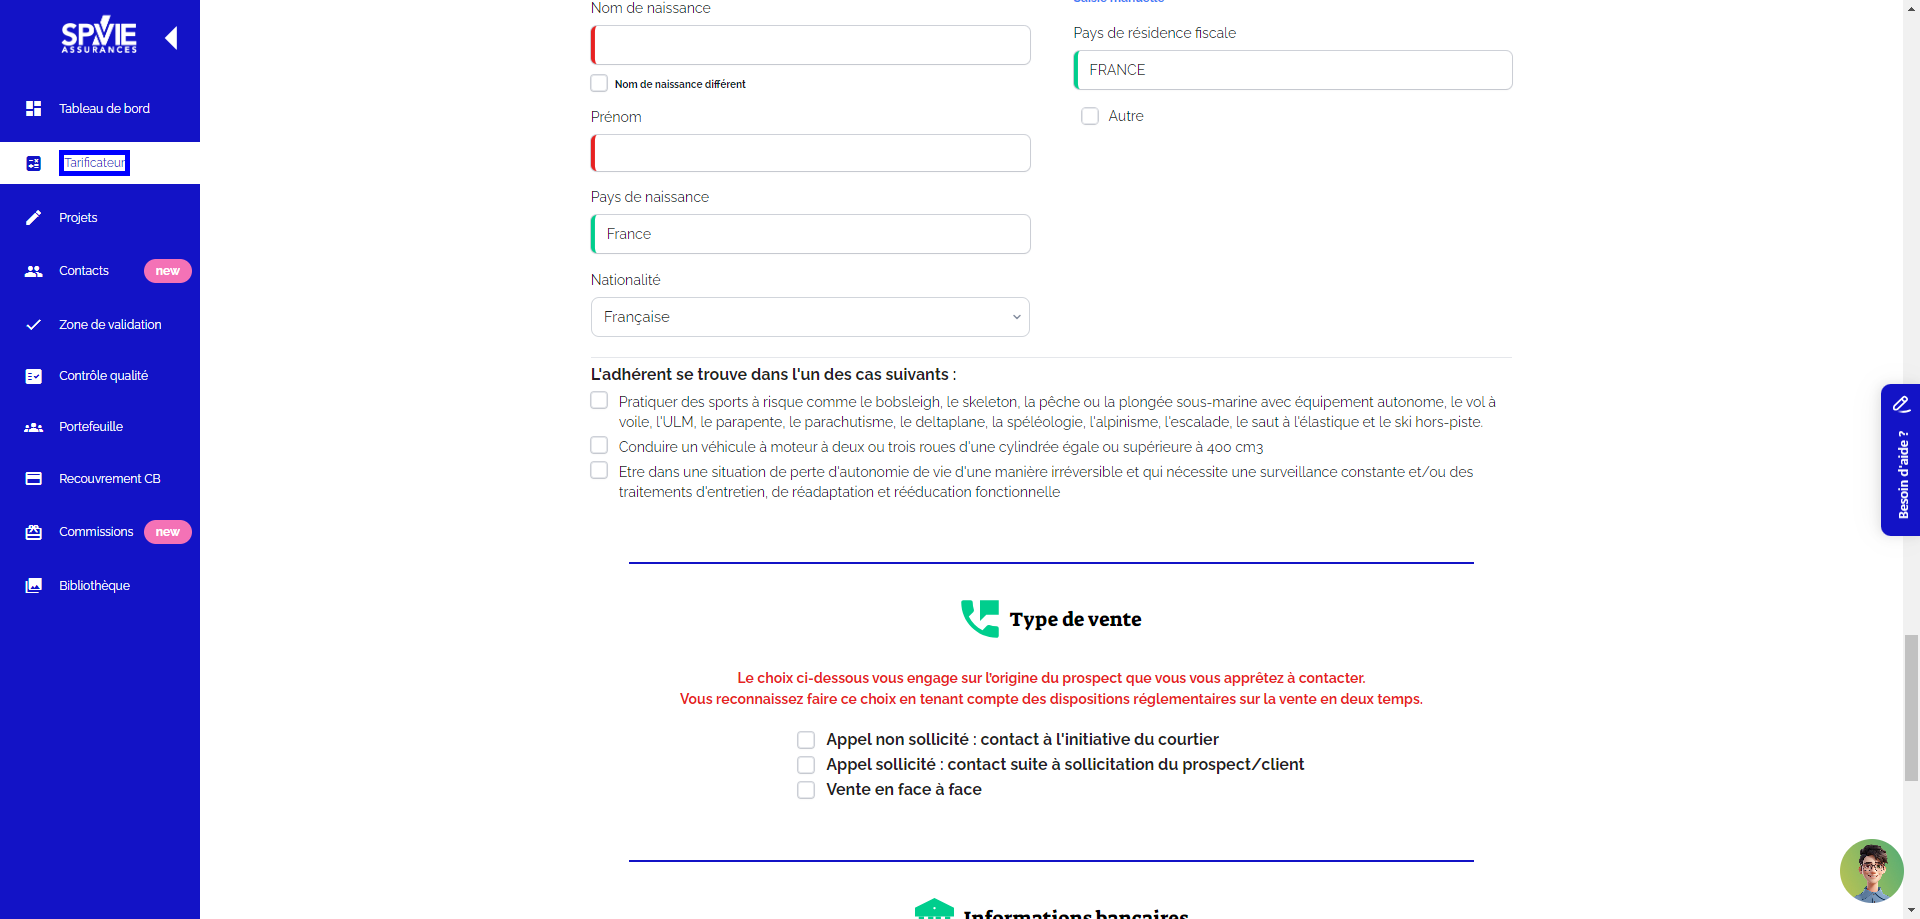 SPVIE
ASSURANCES
Tableau de bord
Tarificateur
Projets
Contacts
new
Zone de validation
Contrôle qualité
Portefeuille
Recouvrement CB
Commissions
new
Bibliothèque
Nom de naissance
Nom de naissance différent
Prénom
Pays de naissance
France
Nationalité
Française
Saisie manuelle
Pays de résidence fiscale
FRANCE
Autre
L'adhérent se trouve dans l'un des cas suivants :
Pratiquer des sports à risque comme le bobsleigh, le skeleton, la pêche ou la plongée sous-marine avec équipement autonome, le vol à
voile, l'ULM, le parapente, le parachutisme, le deltaplane, la spéléologie, l'alpinisme, l'escalade, le saut à l'élastique et le ski hors-piste.
Conduire un véhicule à moteur à deux ou trois roues d'une cylindrée égale ou supérieure à 400 cm3
Etre dans une situation de perte d'autonomie de vie d'une manière irréversible et qui nécessite une surveillance constante et/ou des
traitements d'entretien, de réadaptation et rééducation fonctionnelle
Type de vente
Le choix ci-dessous vous engage sur l'origine du prospect que vous vous apprêtez à contacter.
Vous reconnaissez faire ce choix en tenant compte des dispositions réglementaires sur la vente en deux temps.
Appel non sollicité : contact à l'initiative du courtier
Appel sollicité : contact suite à sollicitation du prospect/client
Vente en face à face
Informations bancaires
Besoin d'aide ?